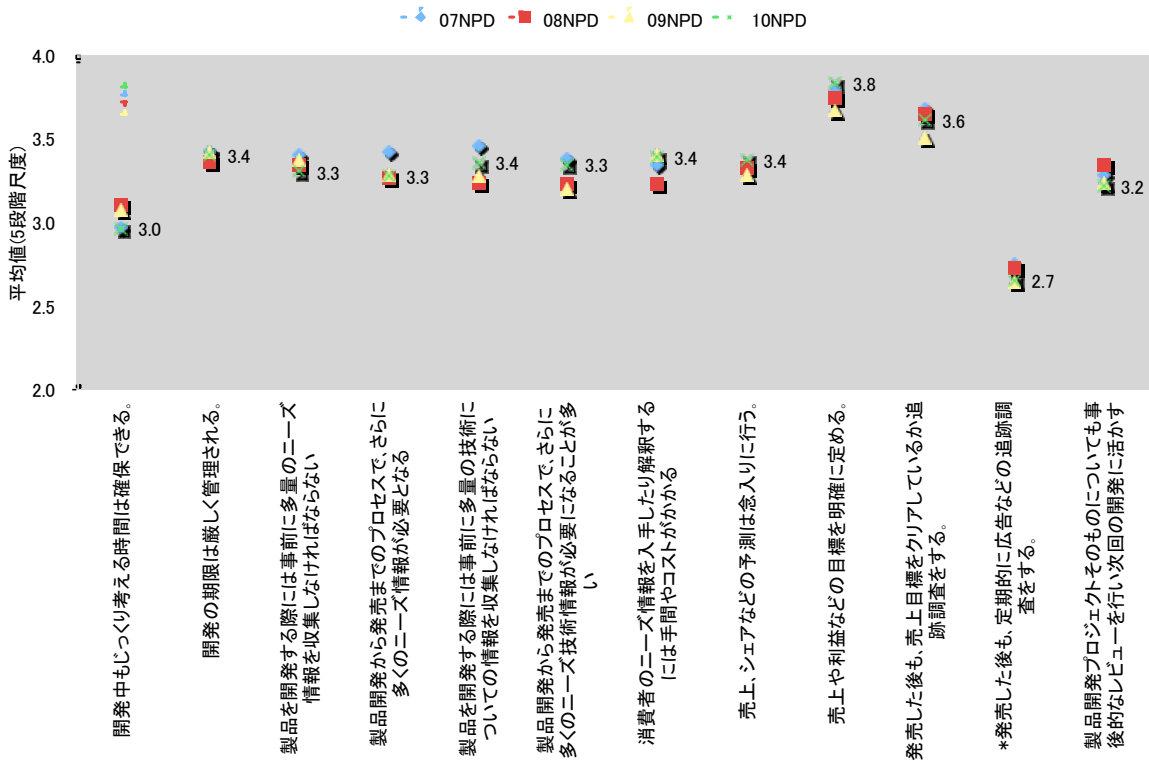 07NPD 08NPD 09NPD 10NPD
平均値(5段階尺度)
4.0
3.5
3.0
2.5
2.0
3.0
3.4
3.3
3.3
3.4
3.3
3.4
3.4
3.8
3.6
2.7
3.2
開発中もじっくり考える時間は確保できる。
開発の期限は厳しく管理される。
製品を開発する際には事前に多量のニーズ
情報を収集しなければならない
製品開発から発売までのプロセスで、さらに
多くのニーズ情報が必要となる
製品を開発する際には事前に多量の技術に
ついての情報を収集しなければならない
製品開発から発売までのプロセスで、さらに
多くのニーズ技術情報が必要になることが多
い
消費者のニーズ情報を入手したり解釈する
には手間やコストがかかる
売上、シェアなどの予測は念入りに行う。
売上や利益などの目標を明確に定める。
発売した後も、売上目標をクリアしているか追
跡調査をする。
*発売した後も、定期的に広告などの追跡調
査をする。
製品開発プロジェクトそのものについても事
後的なレビューを行い次回の開発に活かす